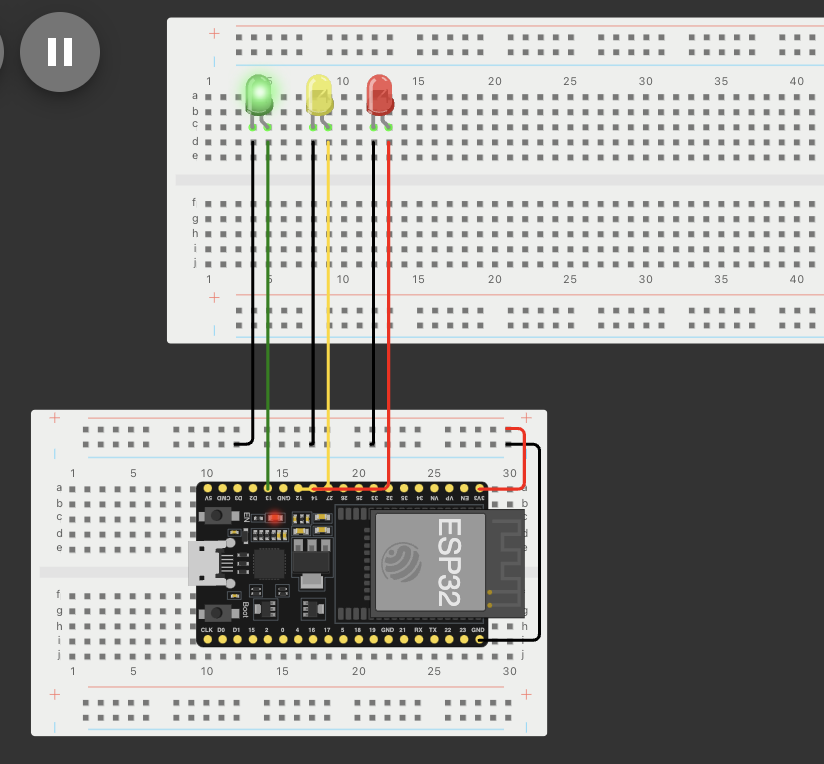 +
1 5 10 15 20 25 30 35 40
a
b
c
d
e
f
g
h
i
j
1 5 10 15 20 25 30 35 40
+
+ +
1 5 10 15 20 25 30
a a
b b
c c
d d
e e
5V CMD D3 D2 13 GND 12 14 27 26 25 33 32 35 34 VN VP EN 3V3
EN
ESP32
Boot
f
g g
h h
i i
j j
CLK D0 D1 15 2 0 4 16 17 5 18 19 GND 21 RX TX 22 23 GND
1 5 10 15 20 25 30
+ +